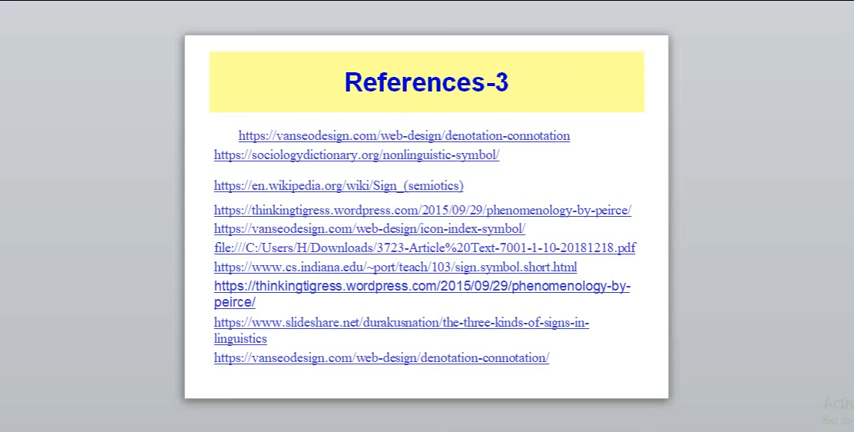 References-3
https://vanseodesign.com/web-design/denotation-connotation
https://sociologydictionary.org/nonlinguistic-symbol/
https://en.wikipedia.org/wiki/Sign_(semiotics)
https://thinkingtigress.wordpress.com/2015/09/29/phenomenology-by-peirce/
https://vanseodesign.com/web-design/icon-index-symbol/
file:///C:/Users/H/Downloads/3723-Article%20Text-7001-1-10-20181218.pdf
https://www.cs.indiana.edu/~port/teach/103/sign.symbol.short.html
https://thinkingtigress.wordpress.com/2015/09/29/phenomenology-by-
peirce/
https://www.slideshare.net/durakusnation/the-three-kinds-of-signs-in-
linguistics
https://vanseodesign.com/web-design/denotation-connotation/